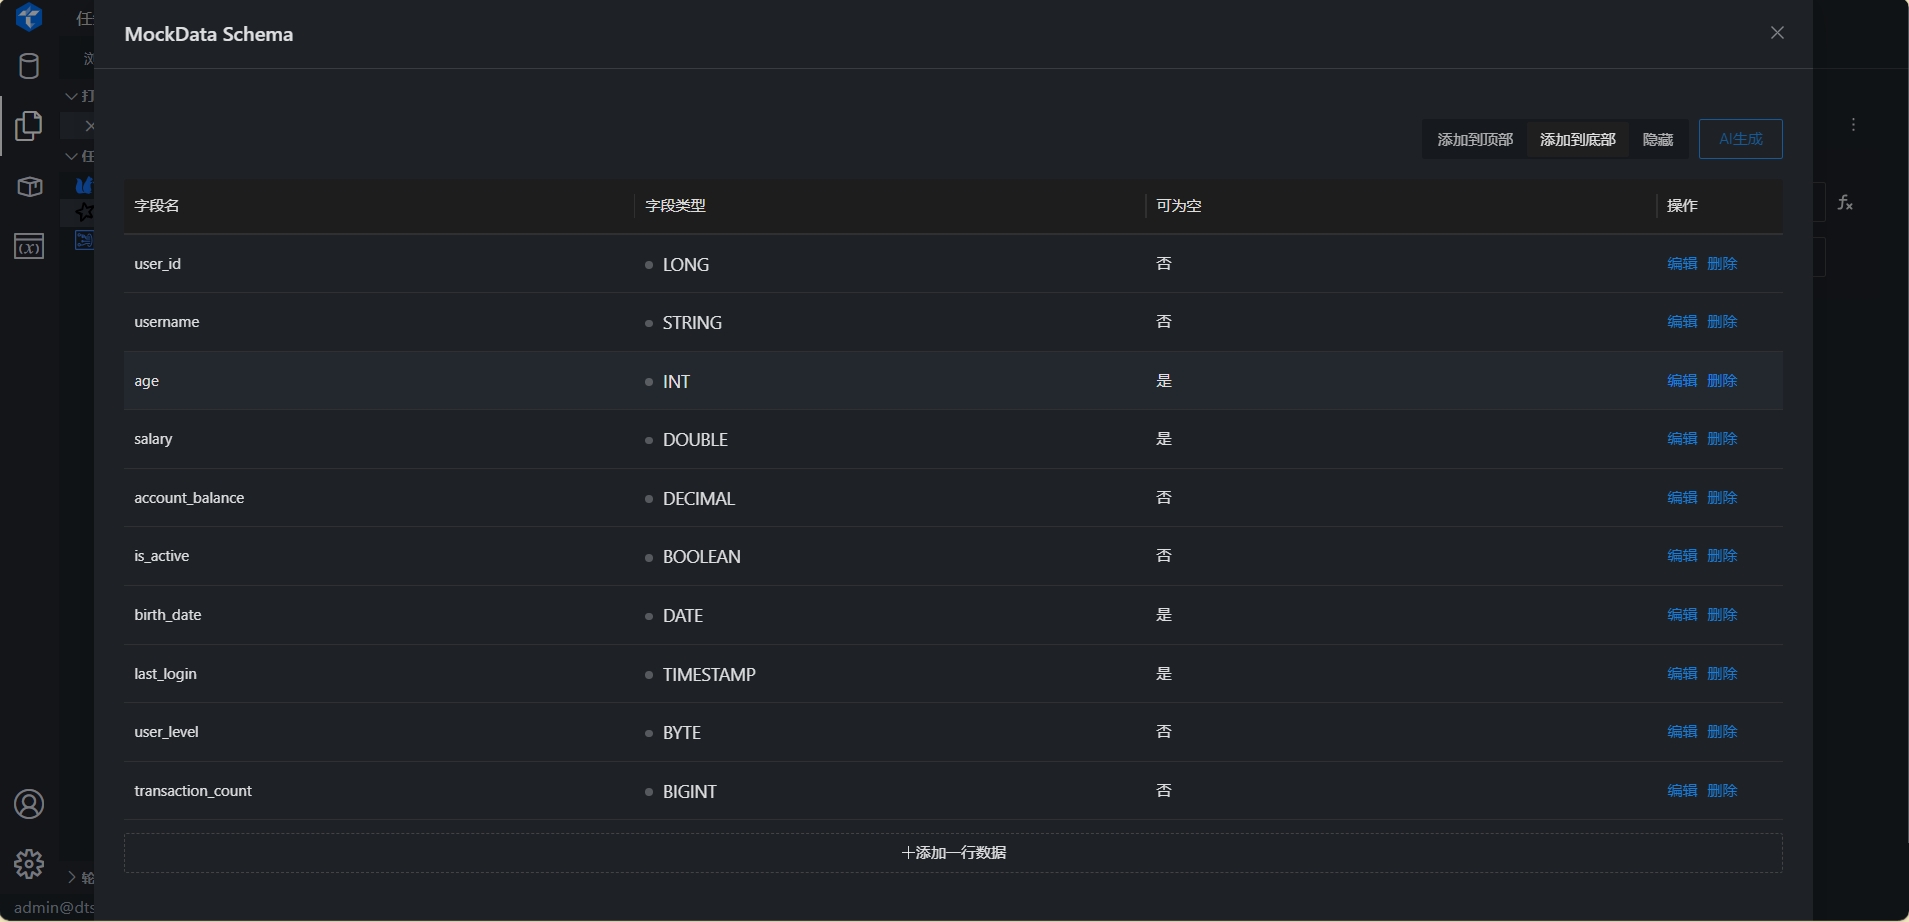 任
MockData Schema
浏
打
任
添加到顶部 添加到底部 隐藏 AI生成
字段名 字段类型 可为空 操作
user_id LONG 否 编辑 删除
username STRING 否 编辑 删除
age INT 是 编辑 删除
salary DOUBLE 是 编辑 删除
account_balance DECIMAL 否 编辑 删除
is_active BOOLEAN 否 编辑 删除
birth_date DATE 是 编辑 删除
last_login TIMESTAMP 是 编辑 删除
user_level BYTE 否 编辑 删除
transaction_count BIGINT 否 编辑 删除
+添加一行数据
轮
admin@dts